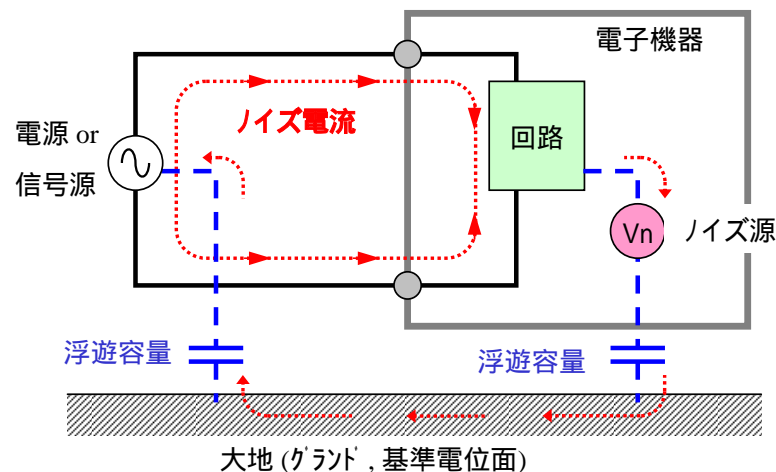 電子機器
ノイズ電流
電源 or
信号源
回路
Vn
ノイズ源
浮遊容量
浮遊容量
大地 (グランド , 基準電位面)